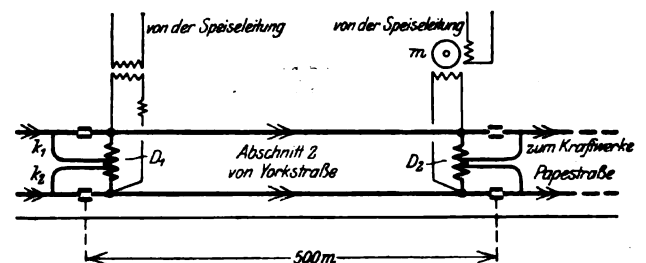 von der Speiseleitung
von der Speiseleitung
m
k₁
D₁
Abschnitt 2
von Yorkstraße
D₂
zum Kraftwerke
Papestraße
k₂
500 m